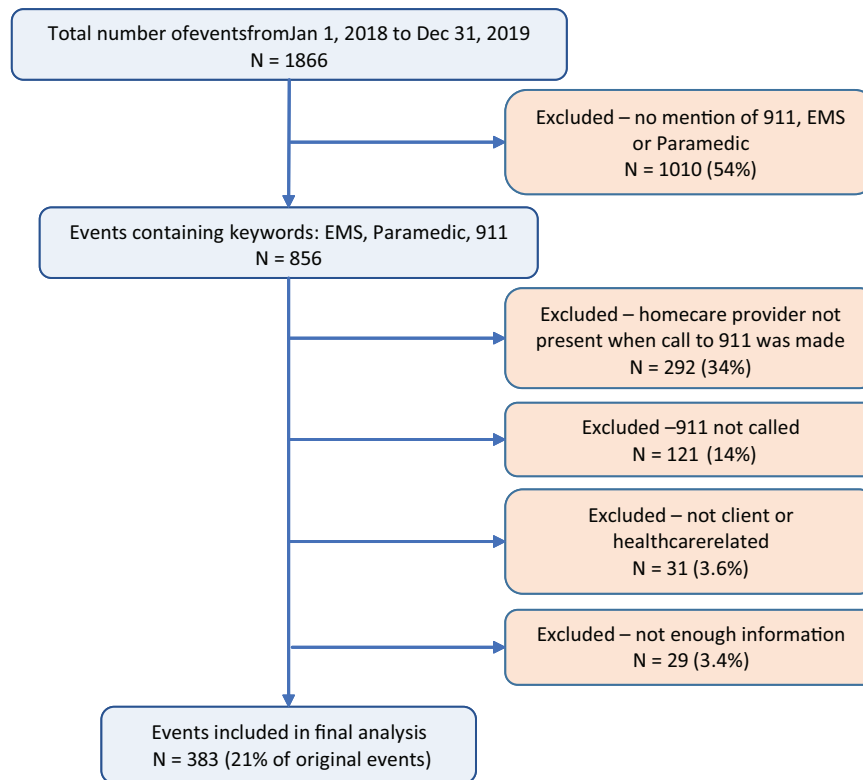 Total number ofeventsfromJan 1, 2018 to Dec 31, 2019
N = 1866
Excluded – no mention of 911, EMS
or Paramedic
N = 1010 (54%)
Events containing keywords: EMS, Paramedic, 911
N = 856
Excluded – homecare provider not
present when call to 911 was made
N = 292 (34%)
Excluded –911 not called
N = 121 (14%)
Excluded – not client or
healthcarerelated
N = 31 (3.6%)
Excluded – not enough information
N = 29 (3.4%)
Events included in final analysis
N = 383 (21% of original events)